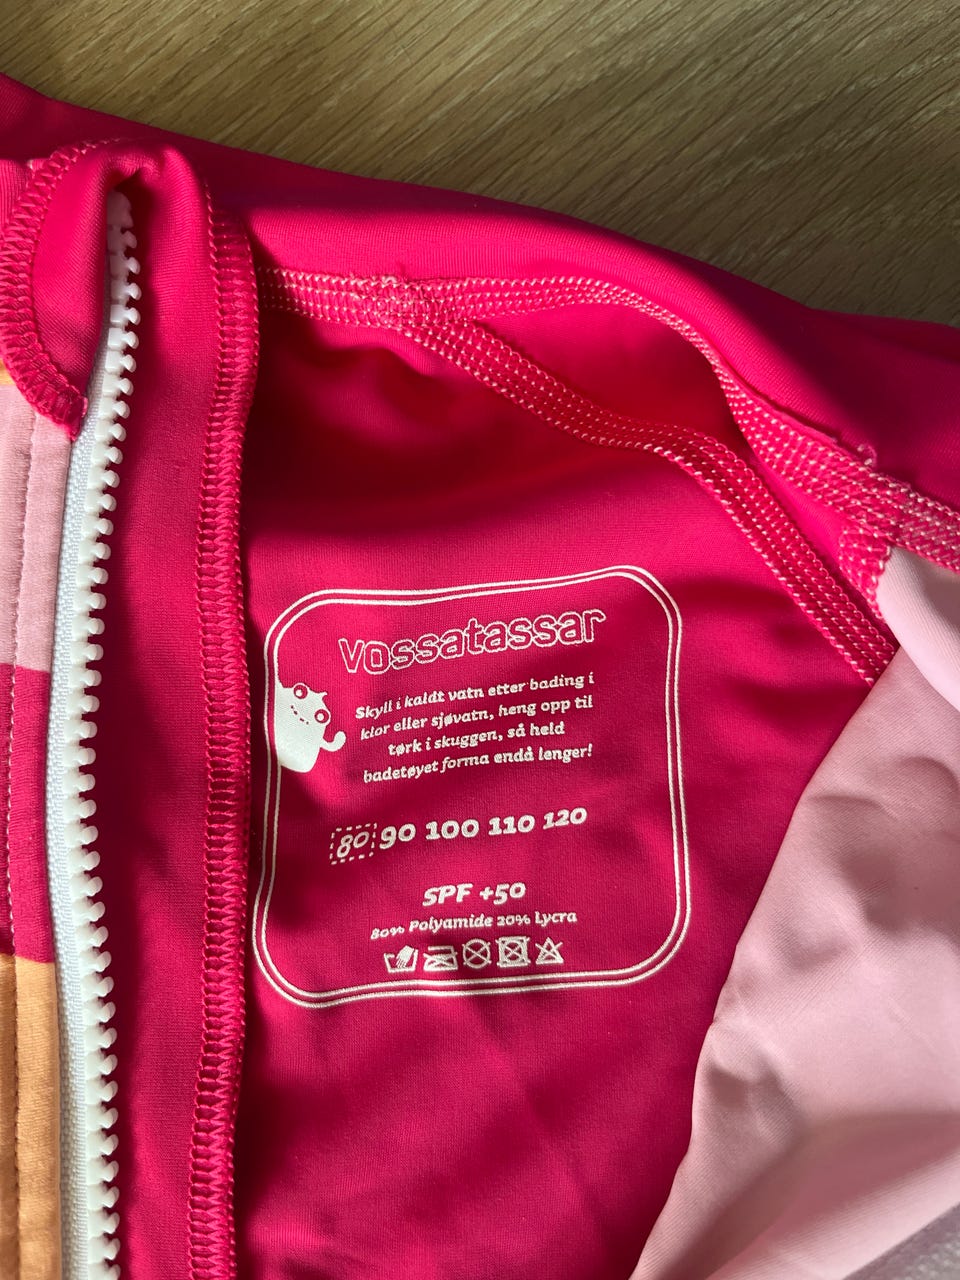 vossatassar
Skyll i kaldt vatn etter bading i
klor eller sjøvatn, heng opp til
tørk i skuggen, så held
badetøyet forma endå lenger!
80 90 100 110 120
SPF +50
80% Polyamide 20% Lycra